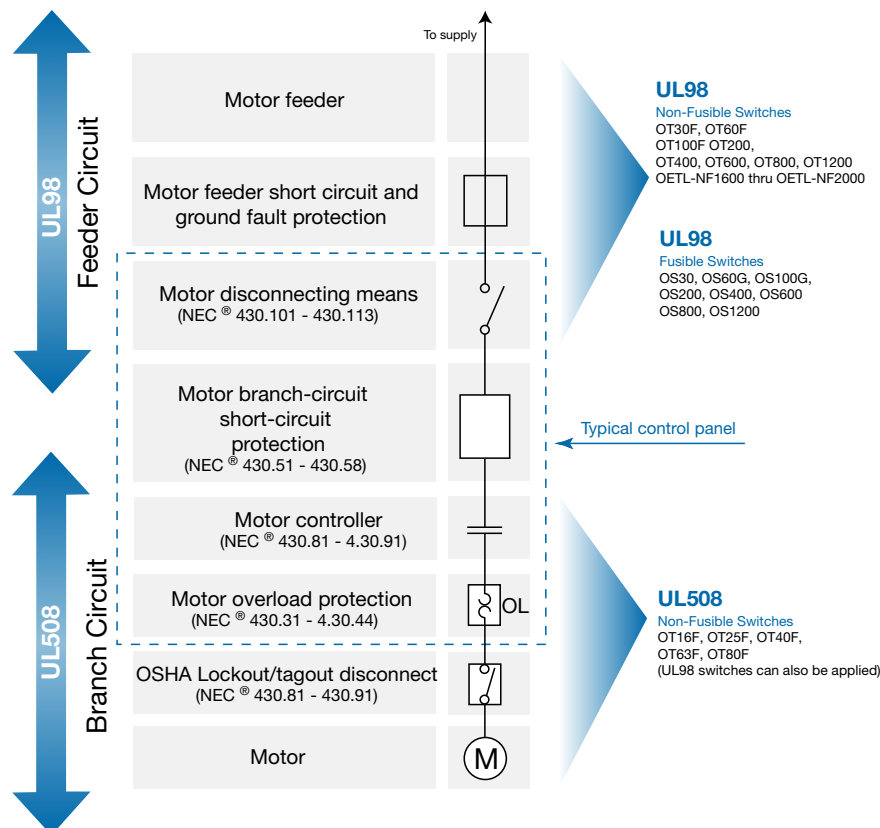 To supply
UL98
Feeder Circuit
Motor feeder
Motor feeder short circuit and
ground fault protection
Motor disconnecting means
(NEC ® 430.101 - 430.113)
Motor branch-circuit
short-circuit
protection
(NEC ® 430.51 - 430.58)
UL508
Branch Circuit
Motor controller
(NEC ® 430.81 - 4.30.91)
Motor overload protection
(NEC ® 430.31 - 4.30.44)
OL
OSHA Lockout/tagout disconnect
(NEC ® 430.81 - 430.91)
Motor
M
UL98
Non-Fusible Switches
OT30F, OT60F
OT100F OT200,
OT400, OT600, OT800, OT1200
OETL-NF1600 thru OETL-NF2000
UL98
Fusible Switches
OS30, OS60G, OS100G,
OS200, OS400, OS600
OS800, OS1200
Typical control panel
UL508
Non-Fusible Switches
OT16F, OT25F, OT40F,
OT63F, OT80F
(UL98 switches can also be applied)